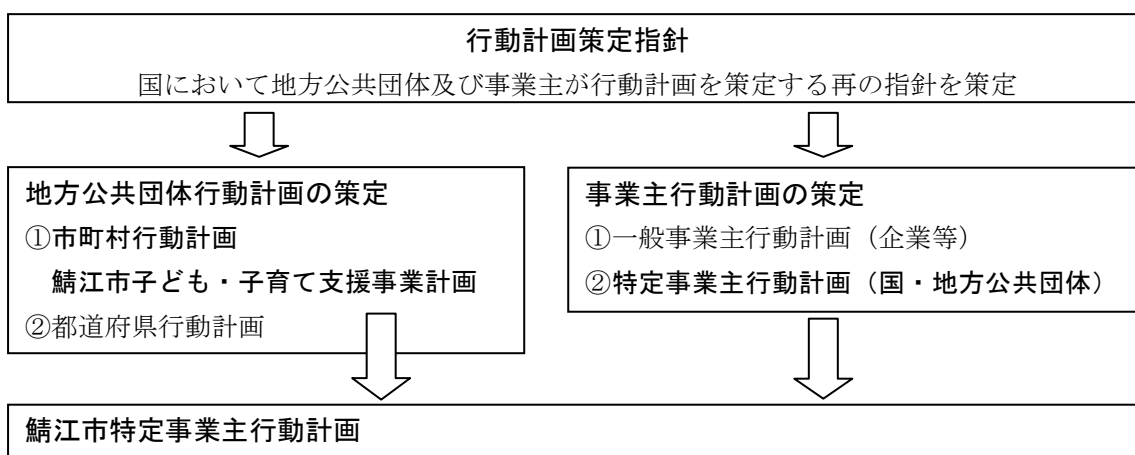 行動計画策定指針
国において地方公共団体及び事業主が行動計画を策定する再の指針を策定
地方公共団体行動計画の策定
①市町村行動計画
鯖江市子ども・子育て支援事業計画
②都道府県行動計画
事業主行動計画の策定
①一般事業主行動計画（企業等）
②特定事業主行動計画（国・地方公共団体）
鯖江市特定事業主行動計画